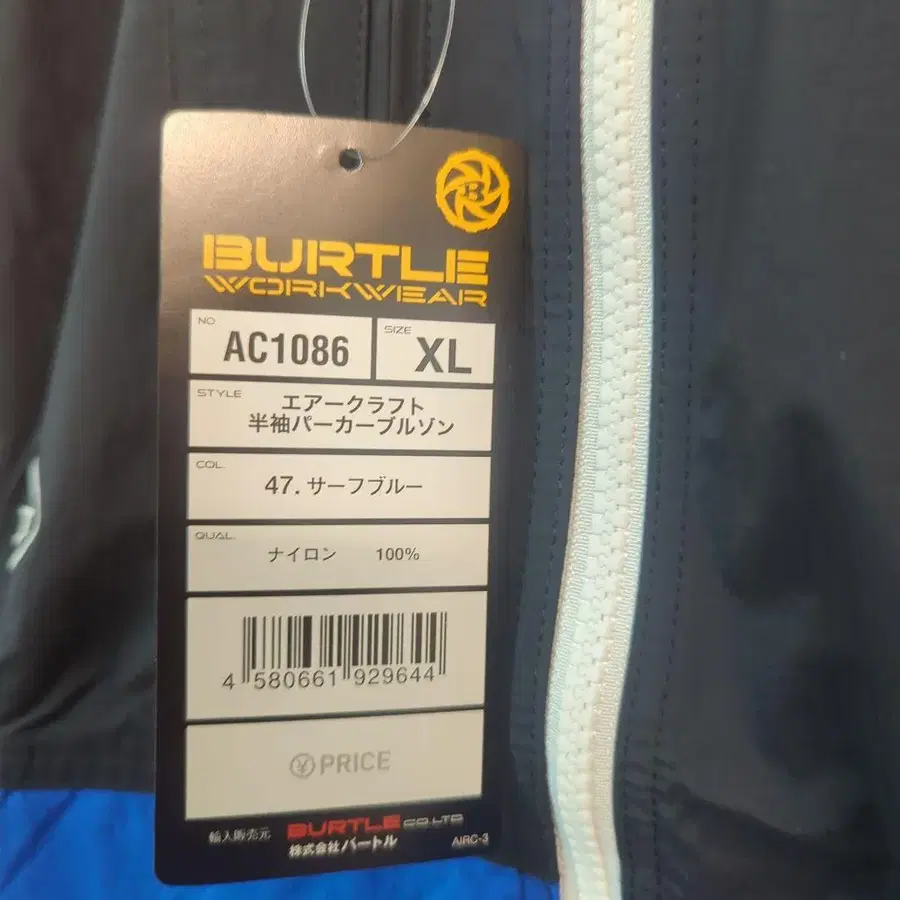 B
BURTLE
WORKWEAR
NO
AC1086
SIZE
XL
STYLE
エアークラフト
半袖パーカーブルゾン
COL.
47. サーフブルー
QUAL.
ナイロン 100%
4 580661 929644
¥ PRICE
輸入販売元 BURTLE CO.LTD
株式会社バートル
AIRC-3